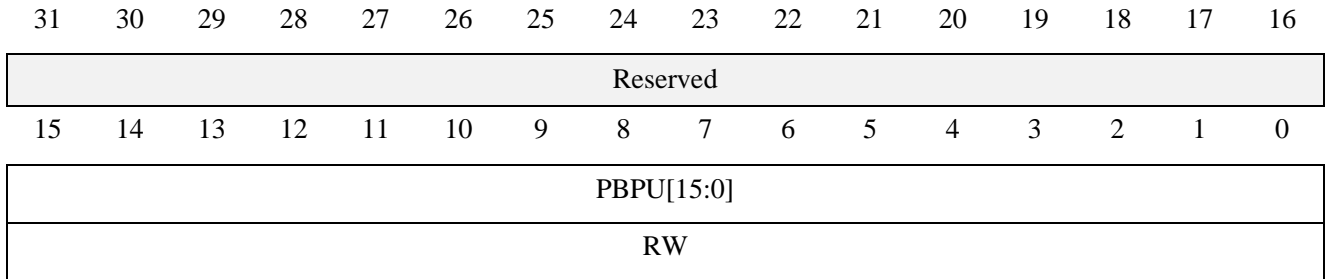 31 30 29 28 27 26 25 24 23 22 21 20 19 18 17 16
Reserved
15 14 13 12 11 10 9 8 7 6 5 4 3 2 1 0
PBPU[15:0]
RW